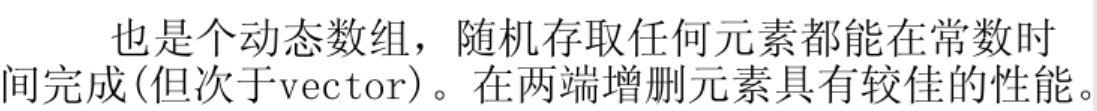 也是个动态数组，随机存取任何元素都能在常数时
间完成(但次于vector)。在两端增删元素具有较佳的性能。